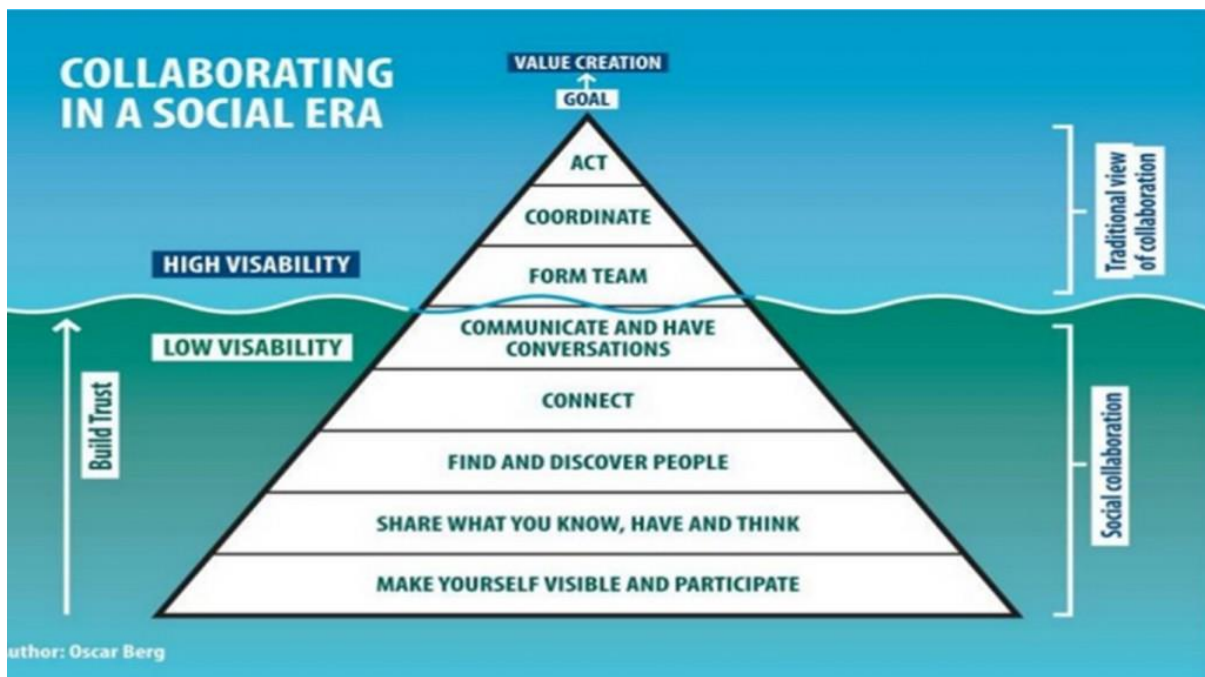 COLLABORATING
IN A SOCIAL ERA
VALUE CREATION
GOAL
ACT
COORDINATE
FORM TEAM
HIGH VISABILITY
Traditional view
of collaboration
LOW VISABILITY
COMMUNICATE AND HAVE
CONVERSATIONS
CONNECT
FIND AND DISCOVER PEOPLE
SHARE WHAT YOU KNOW, HAVE AND THINK
MAKE YOURSELF VISIBLE AND PARTICIPATE
Build Trust
Social collaboration
uthor: Oscar Berg